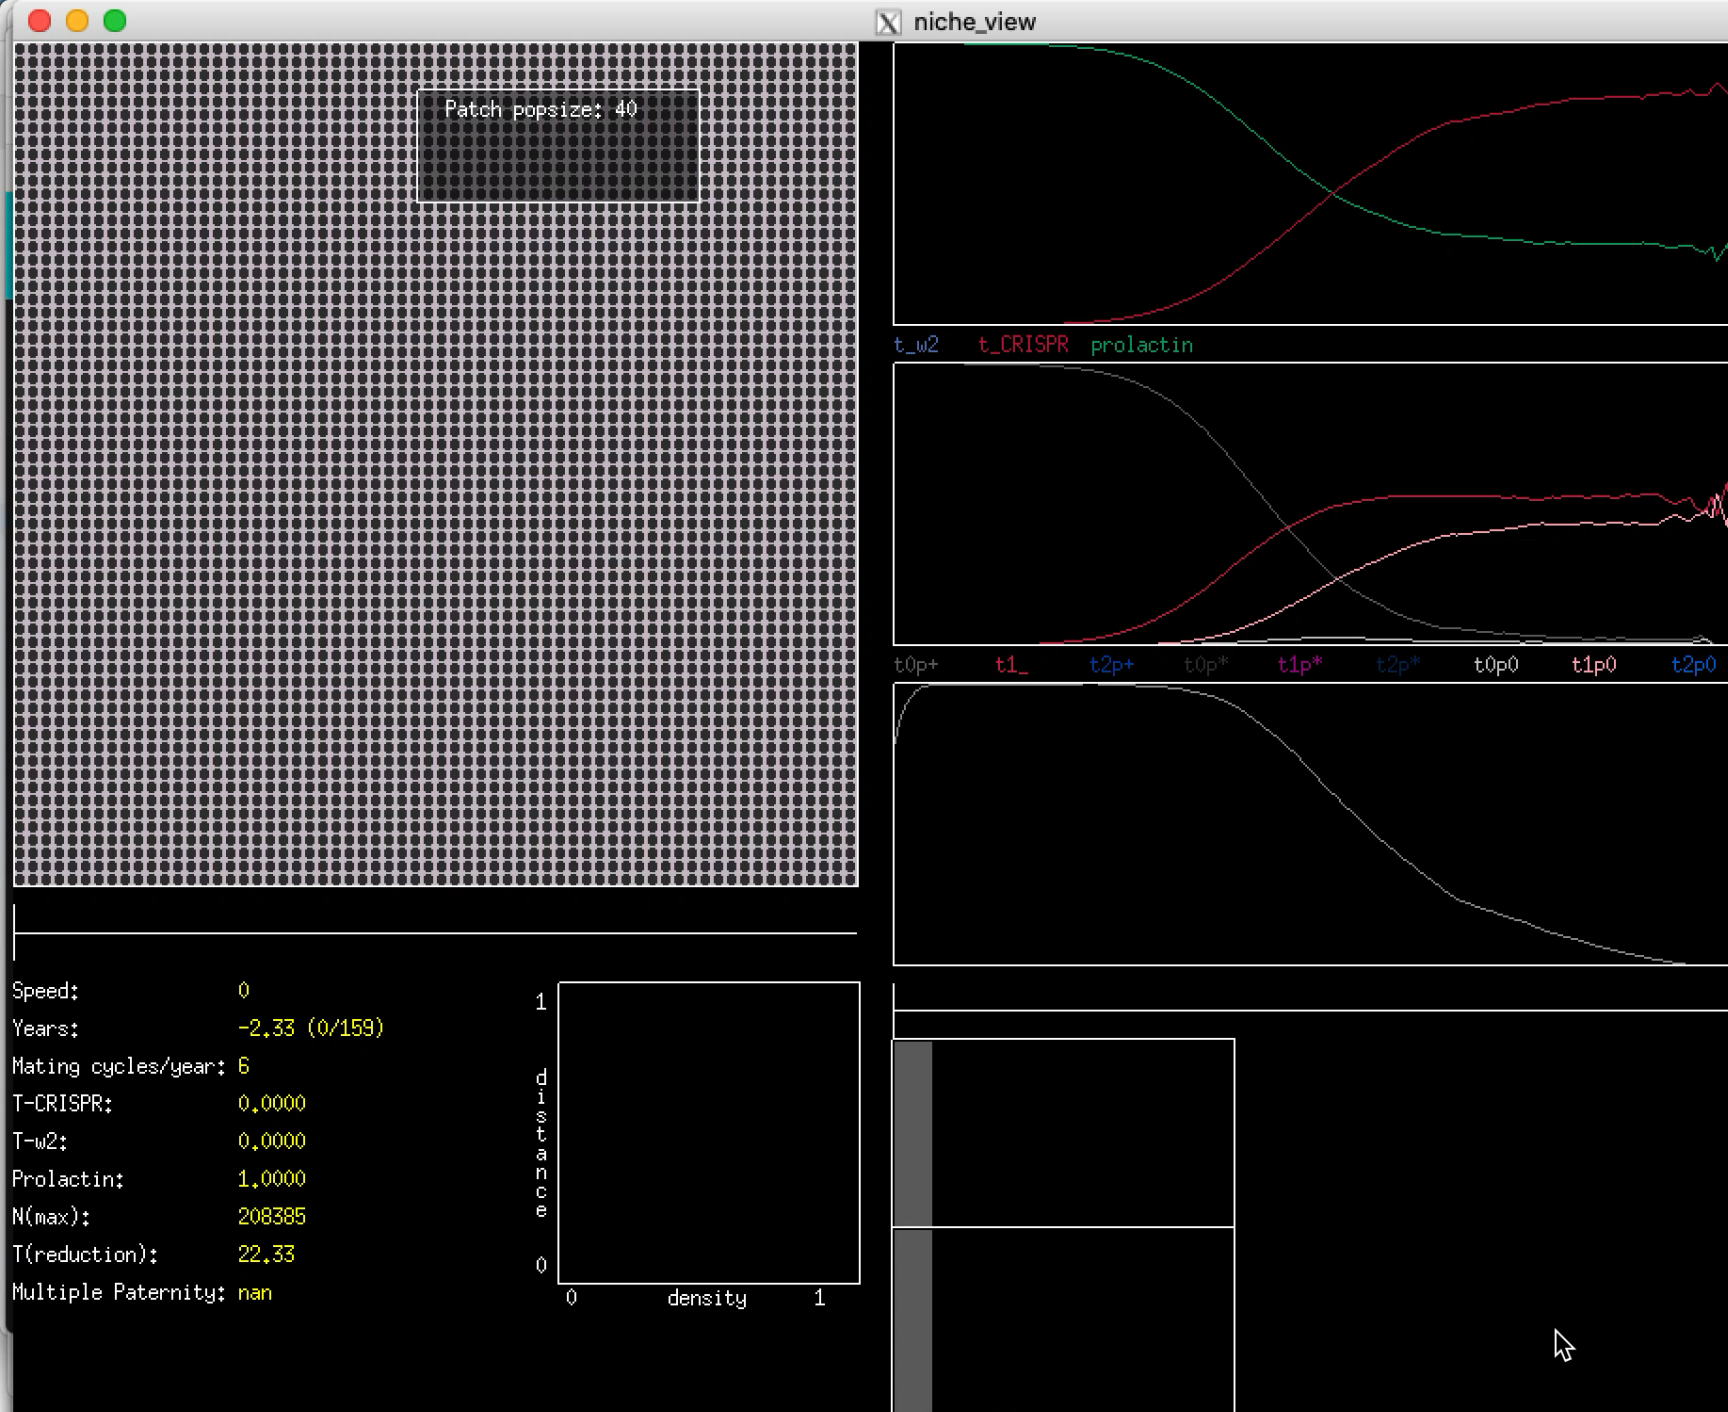 niche_view
Patch popsize: 40
t_w2 t_CRISPR prolactin
t0p+ t1_ t2p+ t0p* t1p* t2p* t0p0 t1p0 t2p0
Speed: 0
Years: -2.33 (0/159)
Mating cycles/year: 6
T-CRISPR: 0.0000
T-w2: 0.0000
Prolactin: 1.0000
N(max): 208385
T(reduction): 22.33
Multiple Paternity: nan
1
distance
0
0 density 1